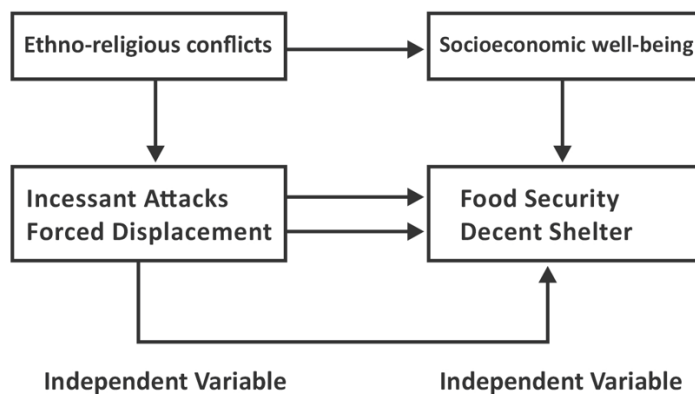 Ethno-religious conflicts
Socioeconomic well-being
Incessant Attacks
Forced Displacement
Food Security
Decent Shelter
Independent Variable
Independent Variable